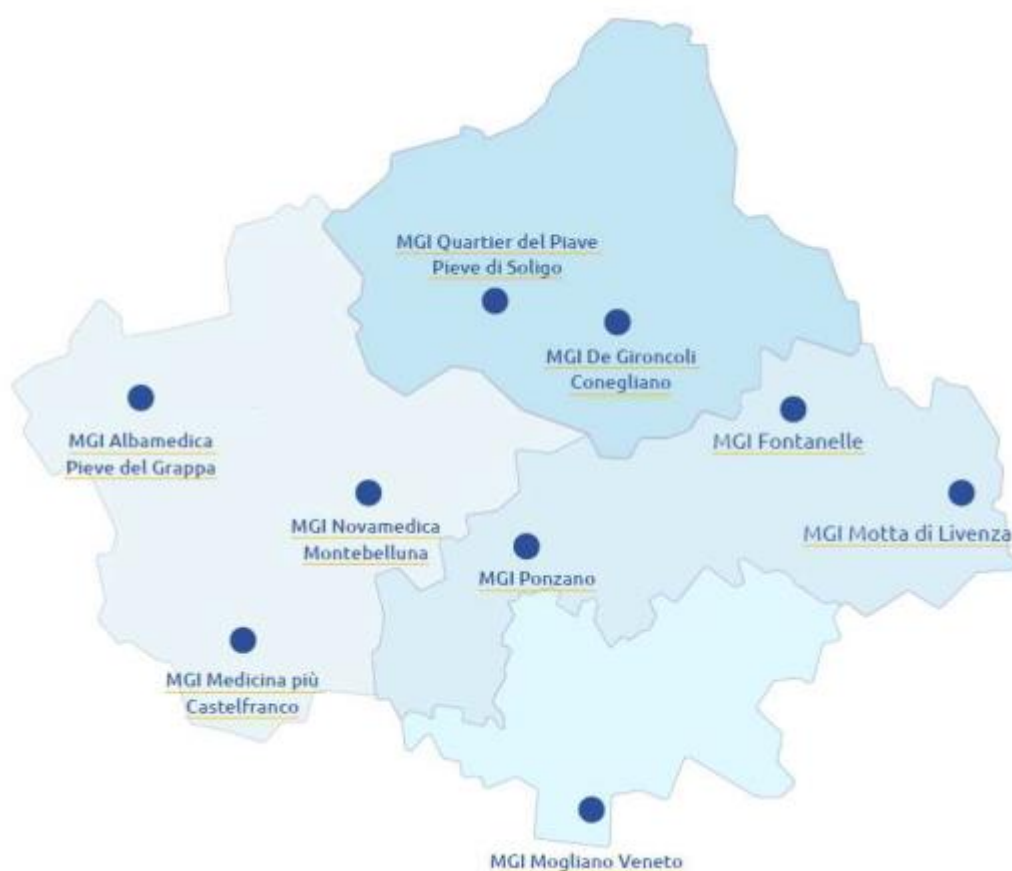 MGI Quartier del Piave
Pieve di Soligo
MGI De Gironcoli
Conegliano
MGI Albamedica
Pieve del Grappa
MGI Fontanelle
MGI Novamedica
Montebelluna
MGI Motta di Livenza
MGI Ponzano
MGI Medicina più
Castelfranco
MGI Mogliano Veneto